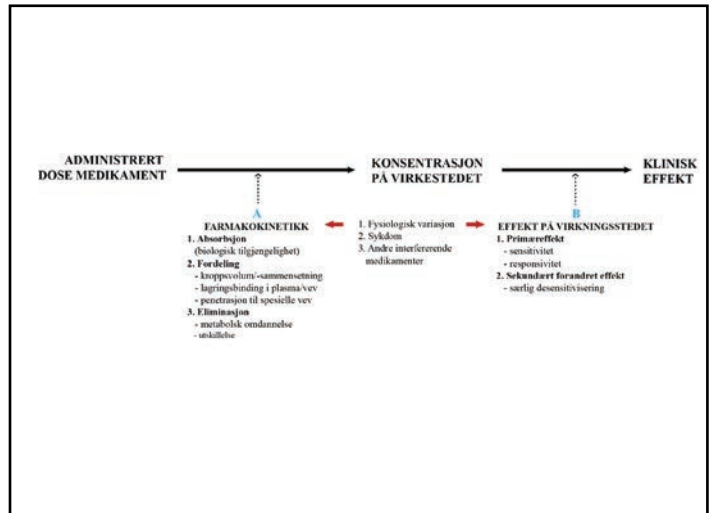 ADMINISTRERT
DOSE MEDIKAMENT
KONSENTRASJON
PÅ VIRKESTEDET
KLINISK
EFFEKT
A
FARMAKOKINETIKK
1. Absorbsjon
(biologisk tilgjengelighet)
2. Fordeling
- kroppsvolum/-sammensetning
- lagringsbinding i plasma/vev
- penetrasjon til spesielle vev
3. Eliminasjon
- metabolsk omdannelse
- utskillelse
1. Fysiologisk variasjon
2. Sykdom
3. Andre interfererende
medikamenter
B
EFFEKT PÅ VIRKNINGSSTEDET
1. Primæreffekt
- sensitivitet
- responsivitet
2. Sekundært forandret effekt
- særlig desensitivisering